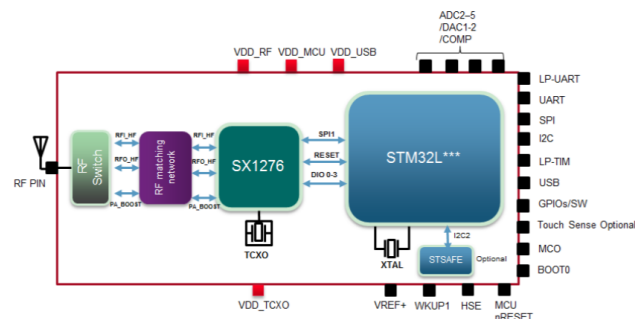 ADC2–5
/DAC1-2
/COMP
VDD_RF
VDD_MCU
VDD_USB
LP-UART
UART
SPI
I2C
LP-TIM
USB
GPIOs/SW
Touch Sense Optional
MCO
BOOT0
RF PIN
RF
Switch
RFI_HF
RFO_HF
PA_BOOST
RF matching
network
RFI_HF
RFO_HF
PA_BOOST
SX1276
TCXO
SPI1
RESET
DIO 0-3
STM32L***
XTAL
I2C2
STSAFE
Optional
VDD_TCXO
VREF+
WKUP1
HSE
MCU
nRESET